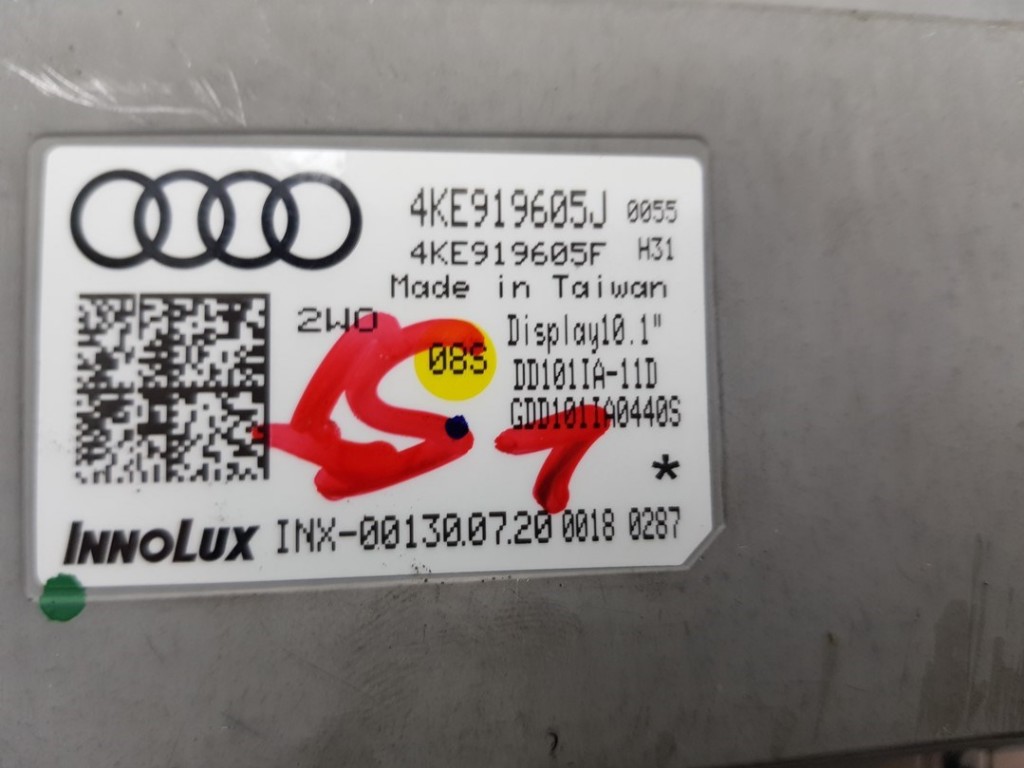 4KE919605J 0055
4KE919605F H31
Made in Taiwan
2WO
Display10.1"
08S
DD101IA-11D
GDD101IA0440S
*
INNOLUX INX-00130.07.20 0018 0287